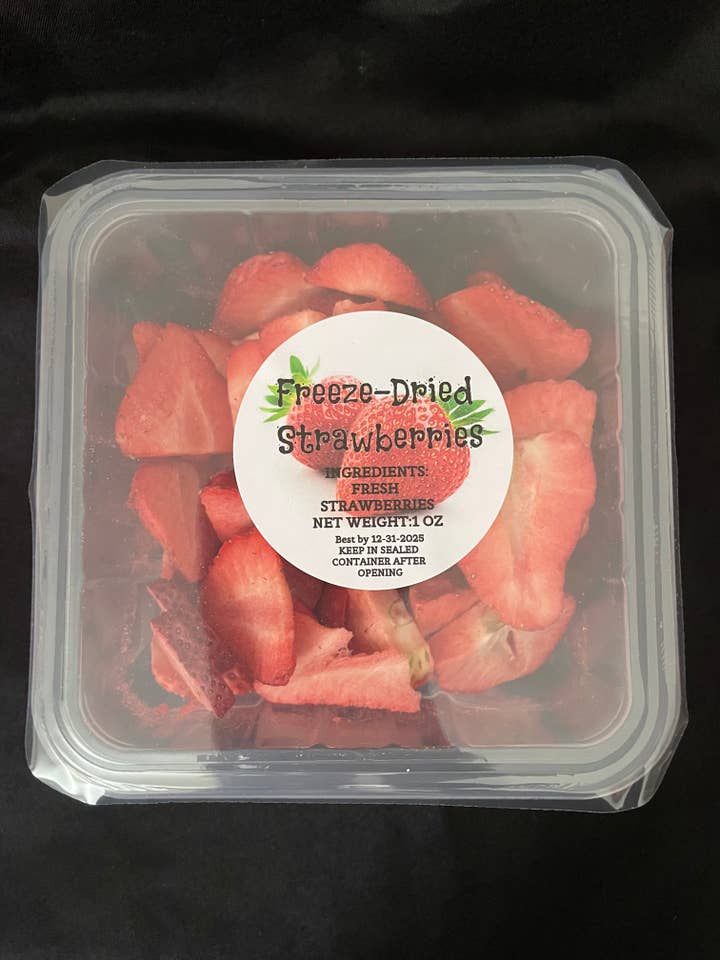 Freeze-Dried
Strawberries
INGREDIENTS:
FRESH
STRAWBERRIES
NET WEIGHT:1 OZ
Best by 12-31-2025
KEEP IN SEALED
CONTAINER AFTER
OPENING